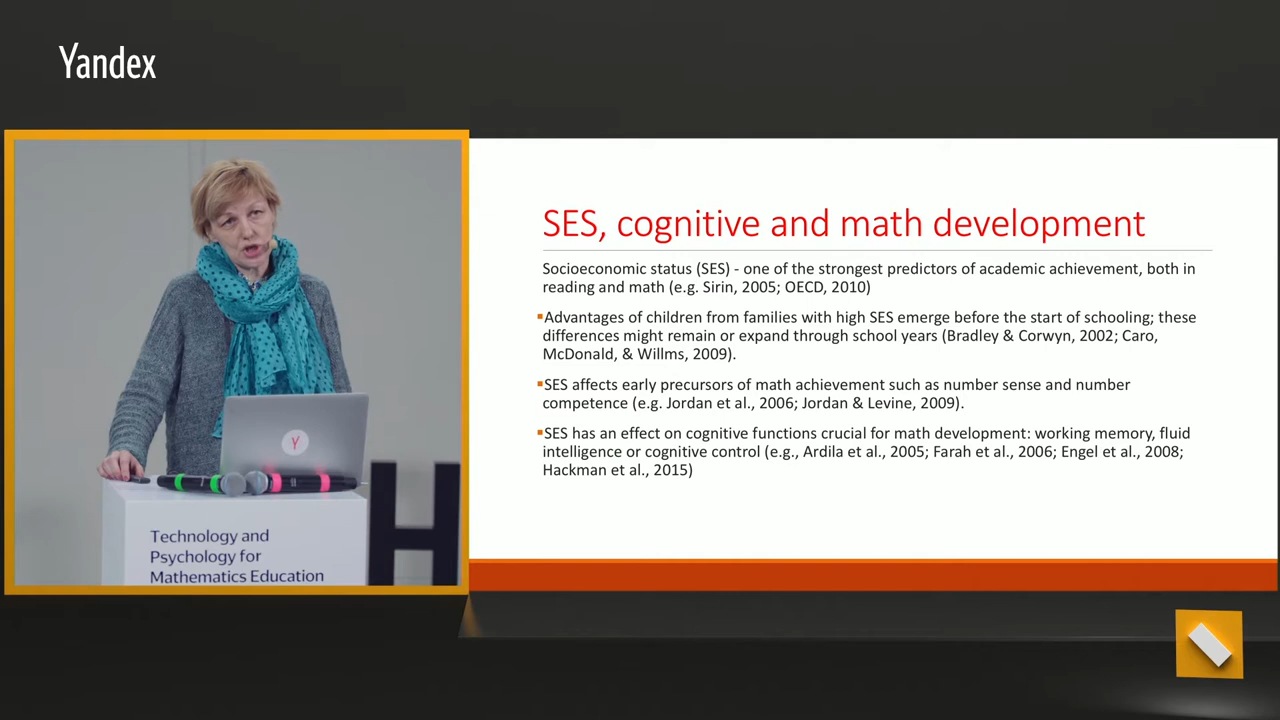 Yandex
SES, cognitive and math development
Socioeconomic status (SES) - one of the strongest predictors of academic achievement, both in
reading and math (e.g. Sirin, 2005; OECD, 2010)
▪Advantages of children from families with high SES emerge before the start of schooling; these
differences might remain or expand through school years (Bradley & Corwyn, 2002; Caro,
McDonald, & Willms, 2009).
▪SES affects early precursors of math achievement such as number sense and number
competence (e.g. Jordan et al., 2006; Jordan & Levine, 2009).
▪SES has an effect on cognitive functions crucial for math development: working memory, fluid
intelligence or cognitive control (e.g., Ardila et al., 2005; Farah et al., 2006; Engel et al., 2008;
Hackman et al., 2015)
Y
Technology and
Psychology for
Mathematics Education
H